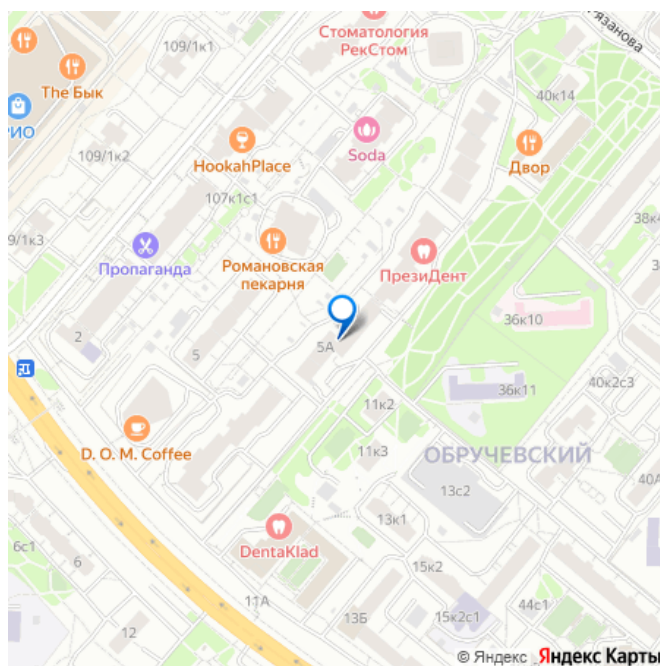 язанова
Стоматология
РекСтом
109/1к1
The Бык
40к14
РИО
HookahPlace
Soda
Двор
109/1к2
107к1с1
38к4
9/1к3
Пропаганда
Романовская
пекарня
ПрезиДент
36к10
2
5
5А
36к11
40к2с3
11к2
D. O. M. Coffee
11к3
ОБРУЧЕВСКИЙ
40А
13с2
13к1
DentaKlad
6с1
6
15к2
11А
13Б
15к2с1
44с1
12
© Яндекс Яндекс Карты